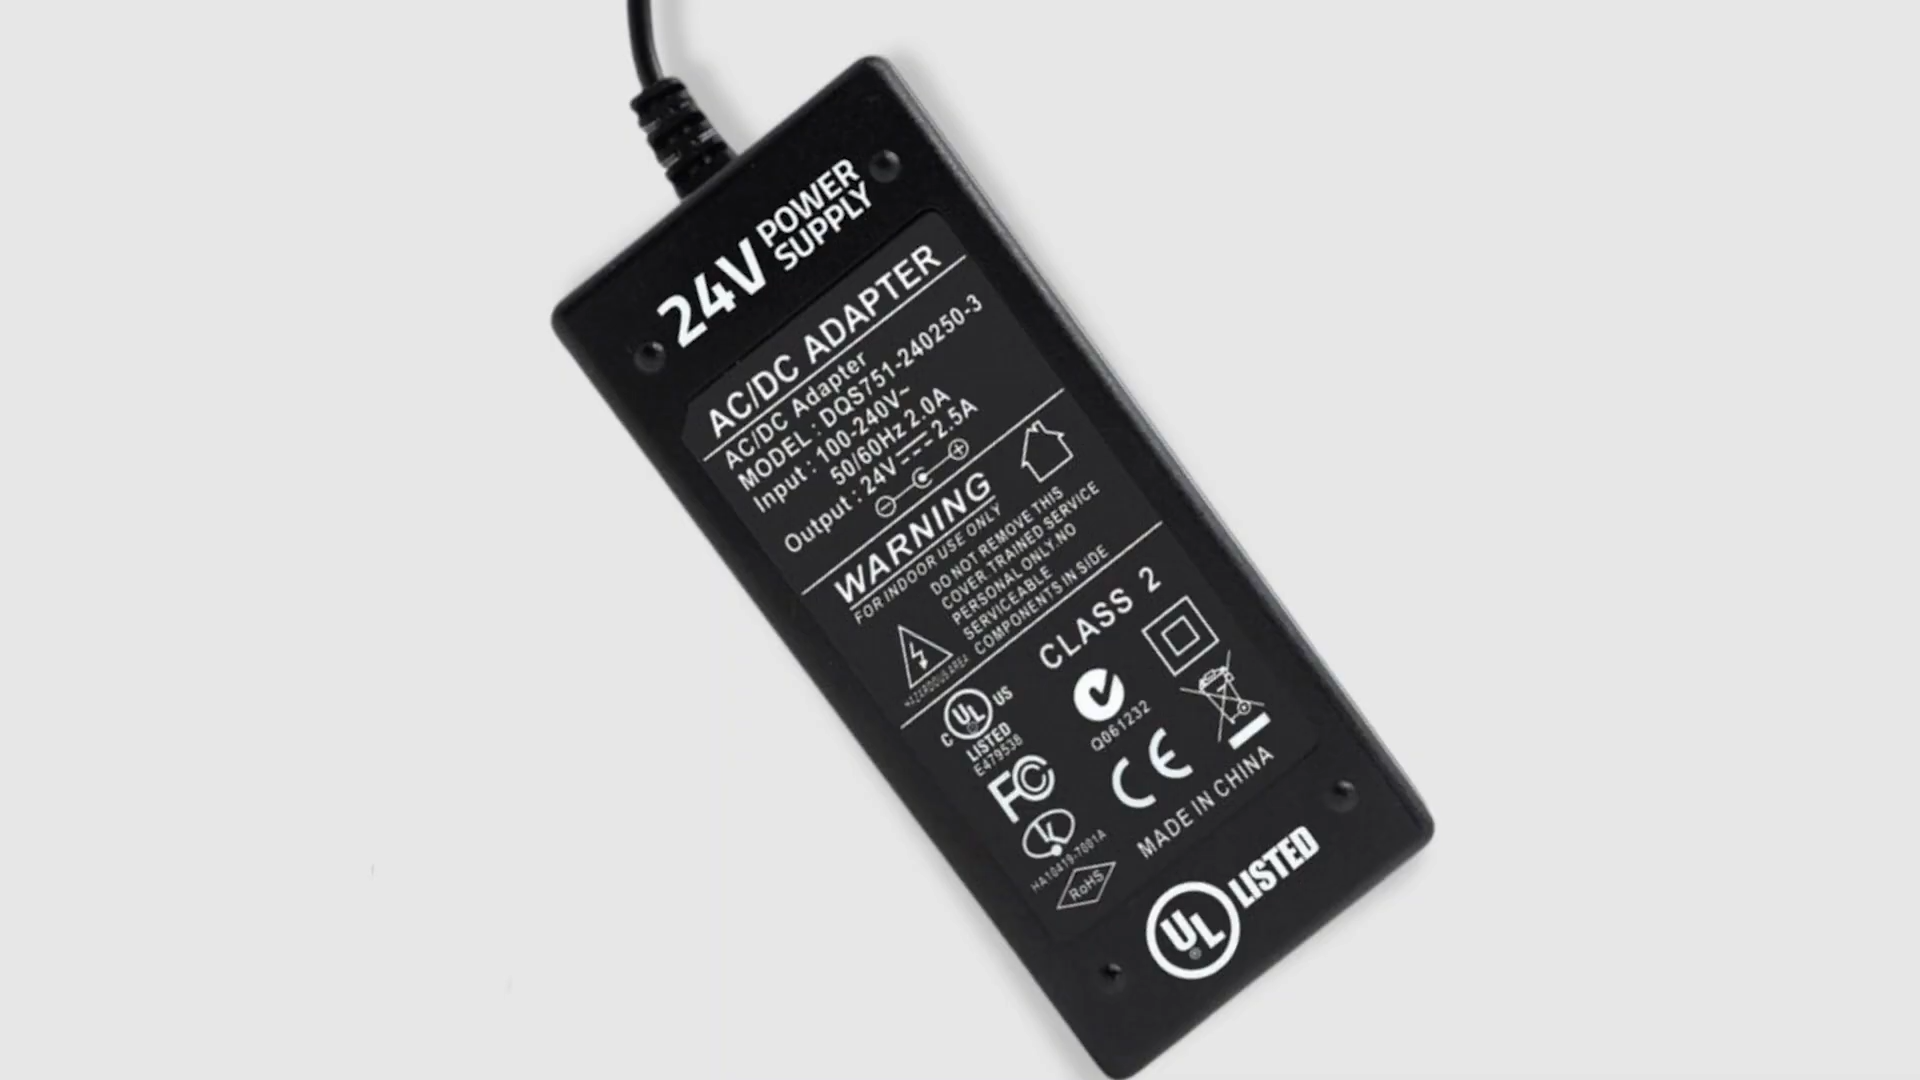 24V POWER
SUPPLY
AC/DC ADAPTER
AC/DC Adapter
MODEL : DQS751-240250-3
Input : 100-240V~
50/60Hz 2.0A
Output : 24V⎓2.5A
WARNING
FOR INDOOR USE ONLY
DO NOT REMOVE THIS
COVER.TRAINED SERVICE
PERSONAL ONLY.NO
SERVICEABLE
COMPONENTS IN SIDE
HAZERDOUS AREA
CLASS 2
C UL US
LISTED
E479538
Q061232
FC
CE
K
HA10419-7001A
RoHS
MADE IN CHINA
UL® LISTED